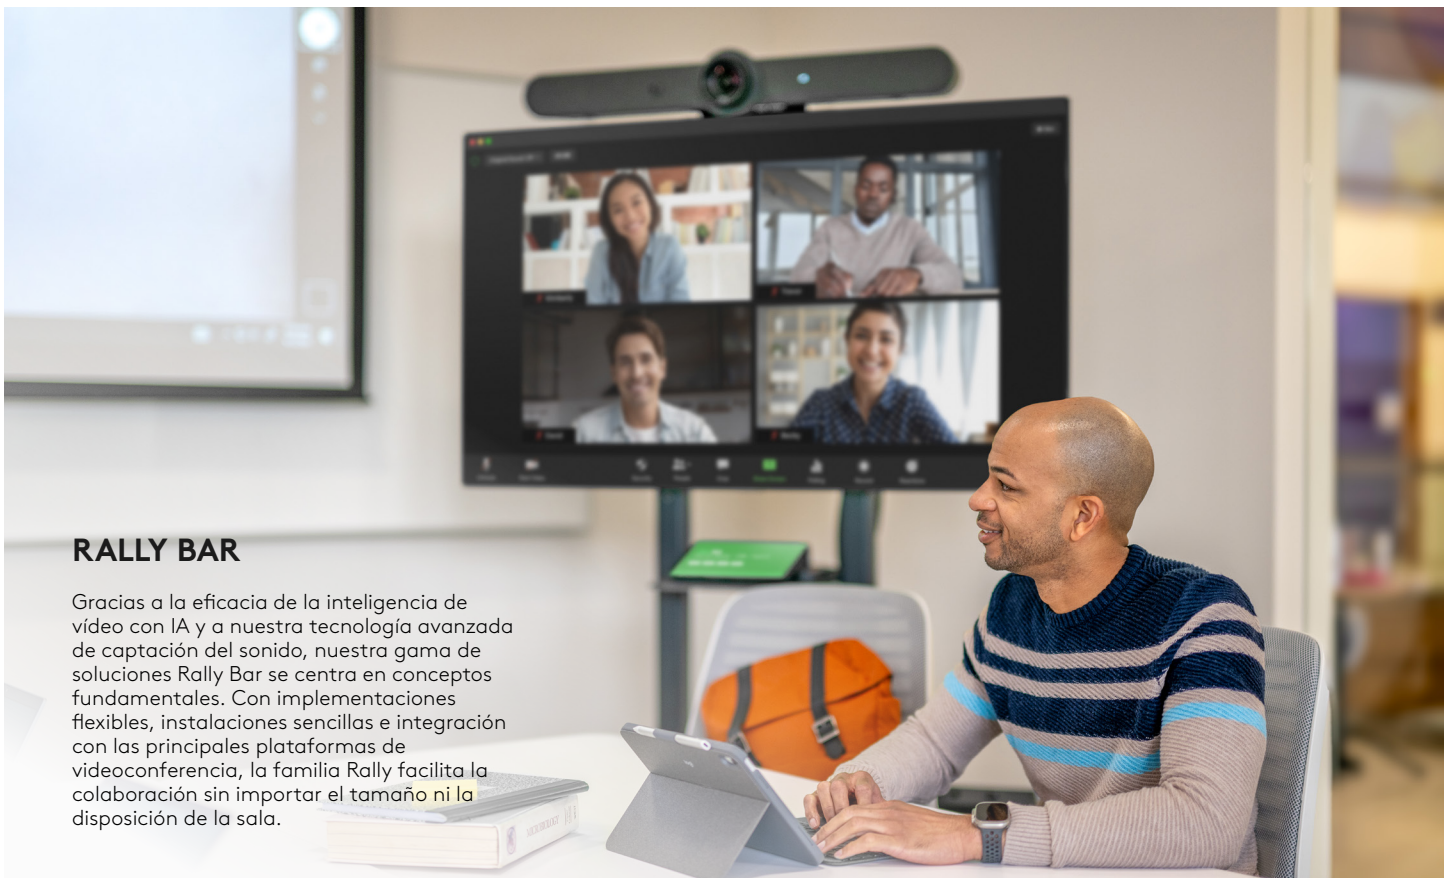 RALLY BAR
Gracias a la eficacia de la inteligencia de
vídeo con IA y a nuestra tecnología avanzada
de captación del sonido, nuestra gama de
soluciones Rally Bar se centra en conceptos
fundamentales. Con implementaciones
flexibles, instalaciones sencillas e integración
con las principales plataformas de
videoconferencia, la familia Rally facilita la
colaboración sin importar el tamaño ni la
disposición de la sala.